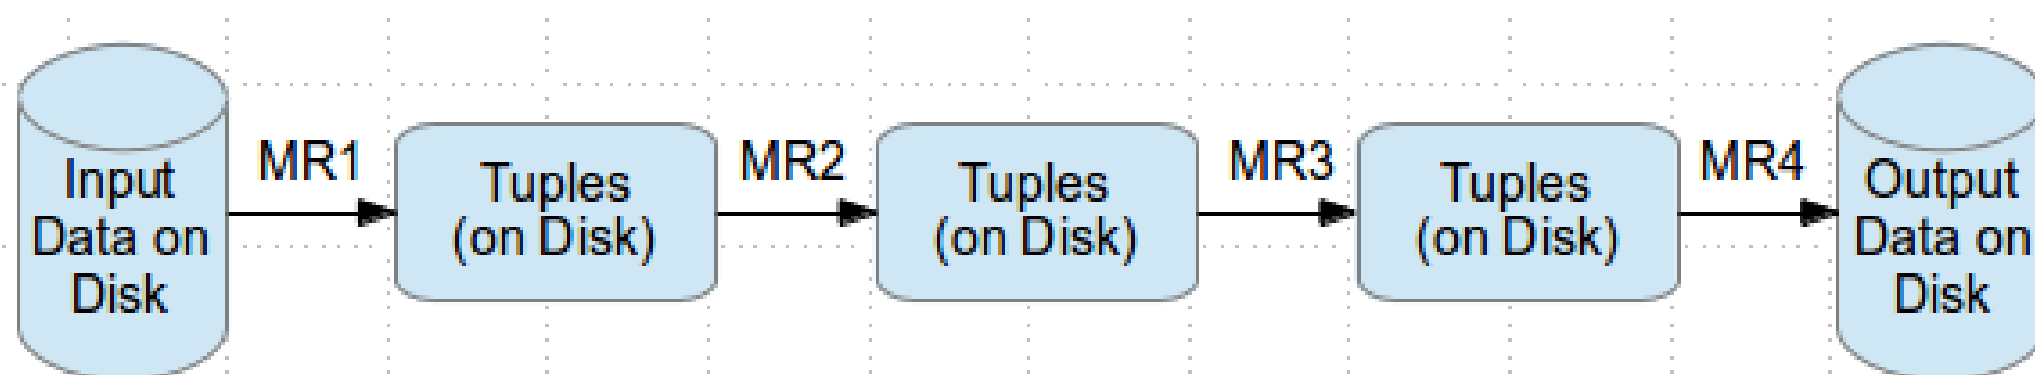 Input
Data on
Disk
MR1
Tuples
(on Disk)
MR2
Tuples
(on Disk)
MR3
Tuples
(on Disk)
MR4
Output
Data on
Disk